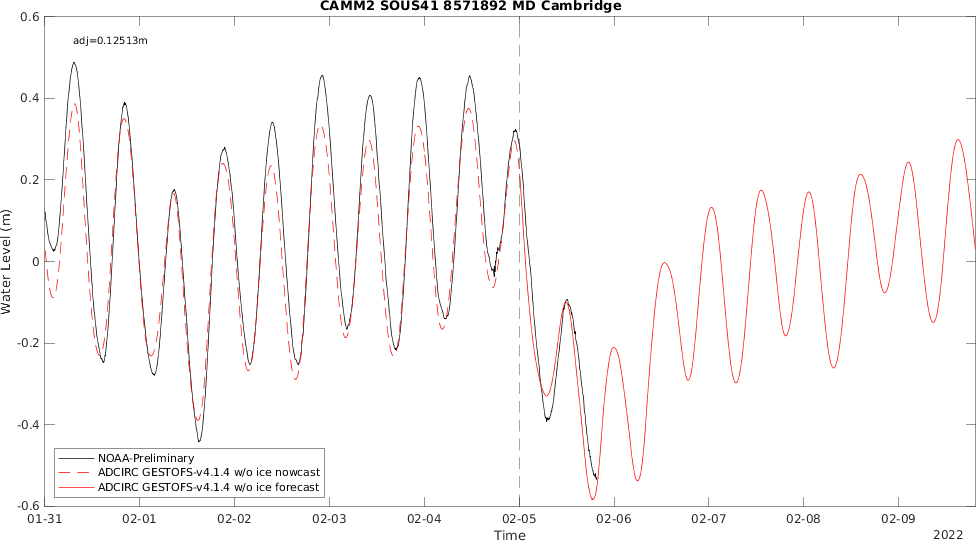 CAMM2 SOUS41 8571892 MD Cambridge
adj=0.12513m
0.6
0.4
0.2
0
-0.2
-0.4
-0.6
Water Level (m)
NOAA-Preliminary
ADCIRC GESTOFS-v4.1.4 w/o ice nowcast
ADCIRC GESTOFS-v4.1.4 w/o ice forecast
01-31 02-01 02-02 02-03 02-04 02-05 02-06 02-07 02-08 02-09
Time
2022